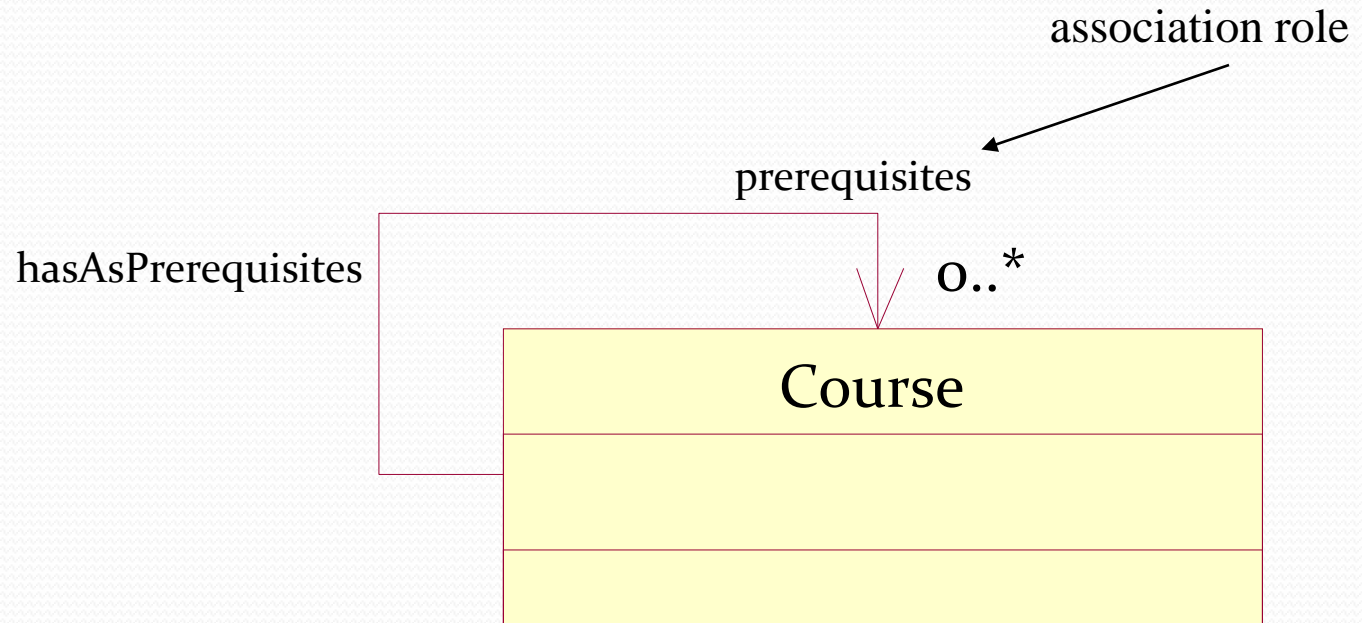 association role
prerequisites
hasAsPrerequisites
0..*
Course